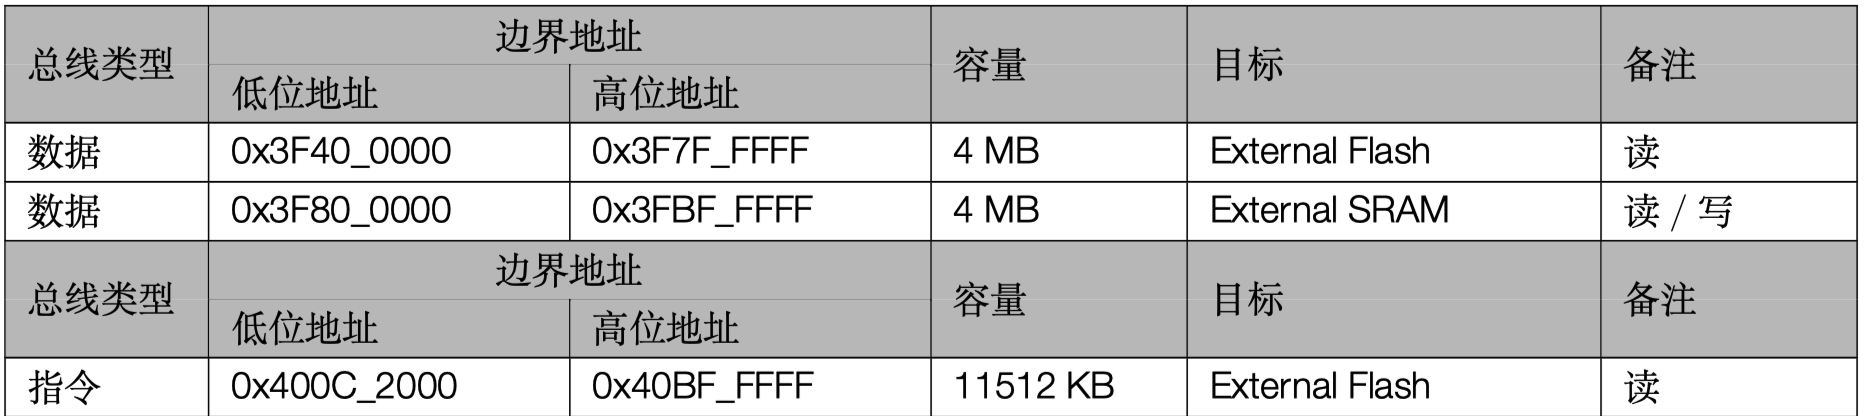 总线类型 边界地址 容量 目标 备注
低位地址 高位地址
数据 0x3F40_0000 0x3F7F_FFFF 4 MB External Flash 读
数据 0x3F80_0000 0x3FBF_FFFF 4 MB External SRAM 读 / 写
总线类型 边界地址 容量 目标 备注
低位地址 高位地址
指令 0x400C_2000 0x40BF_FFFF 11512 KB External Flash 读